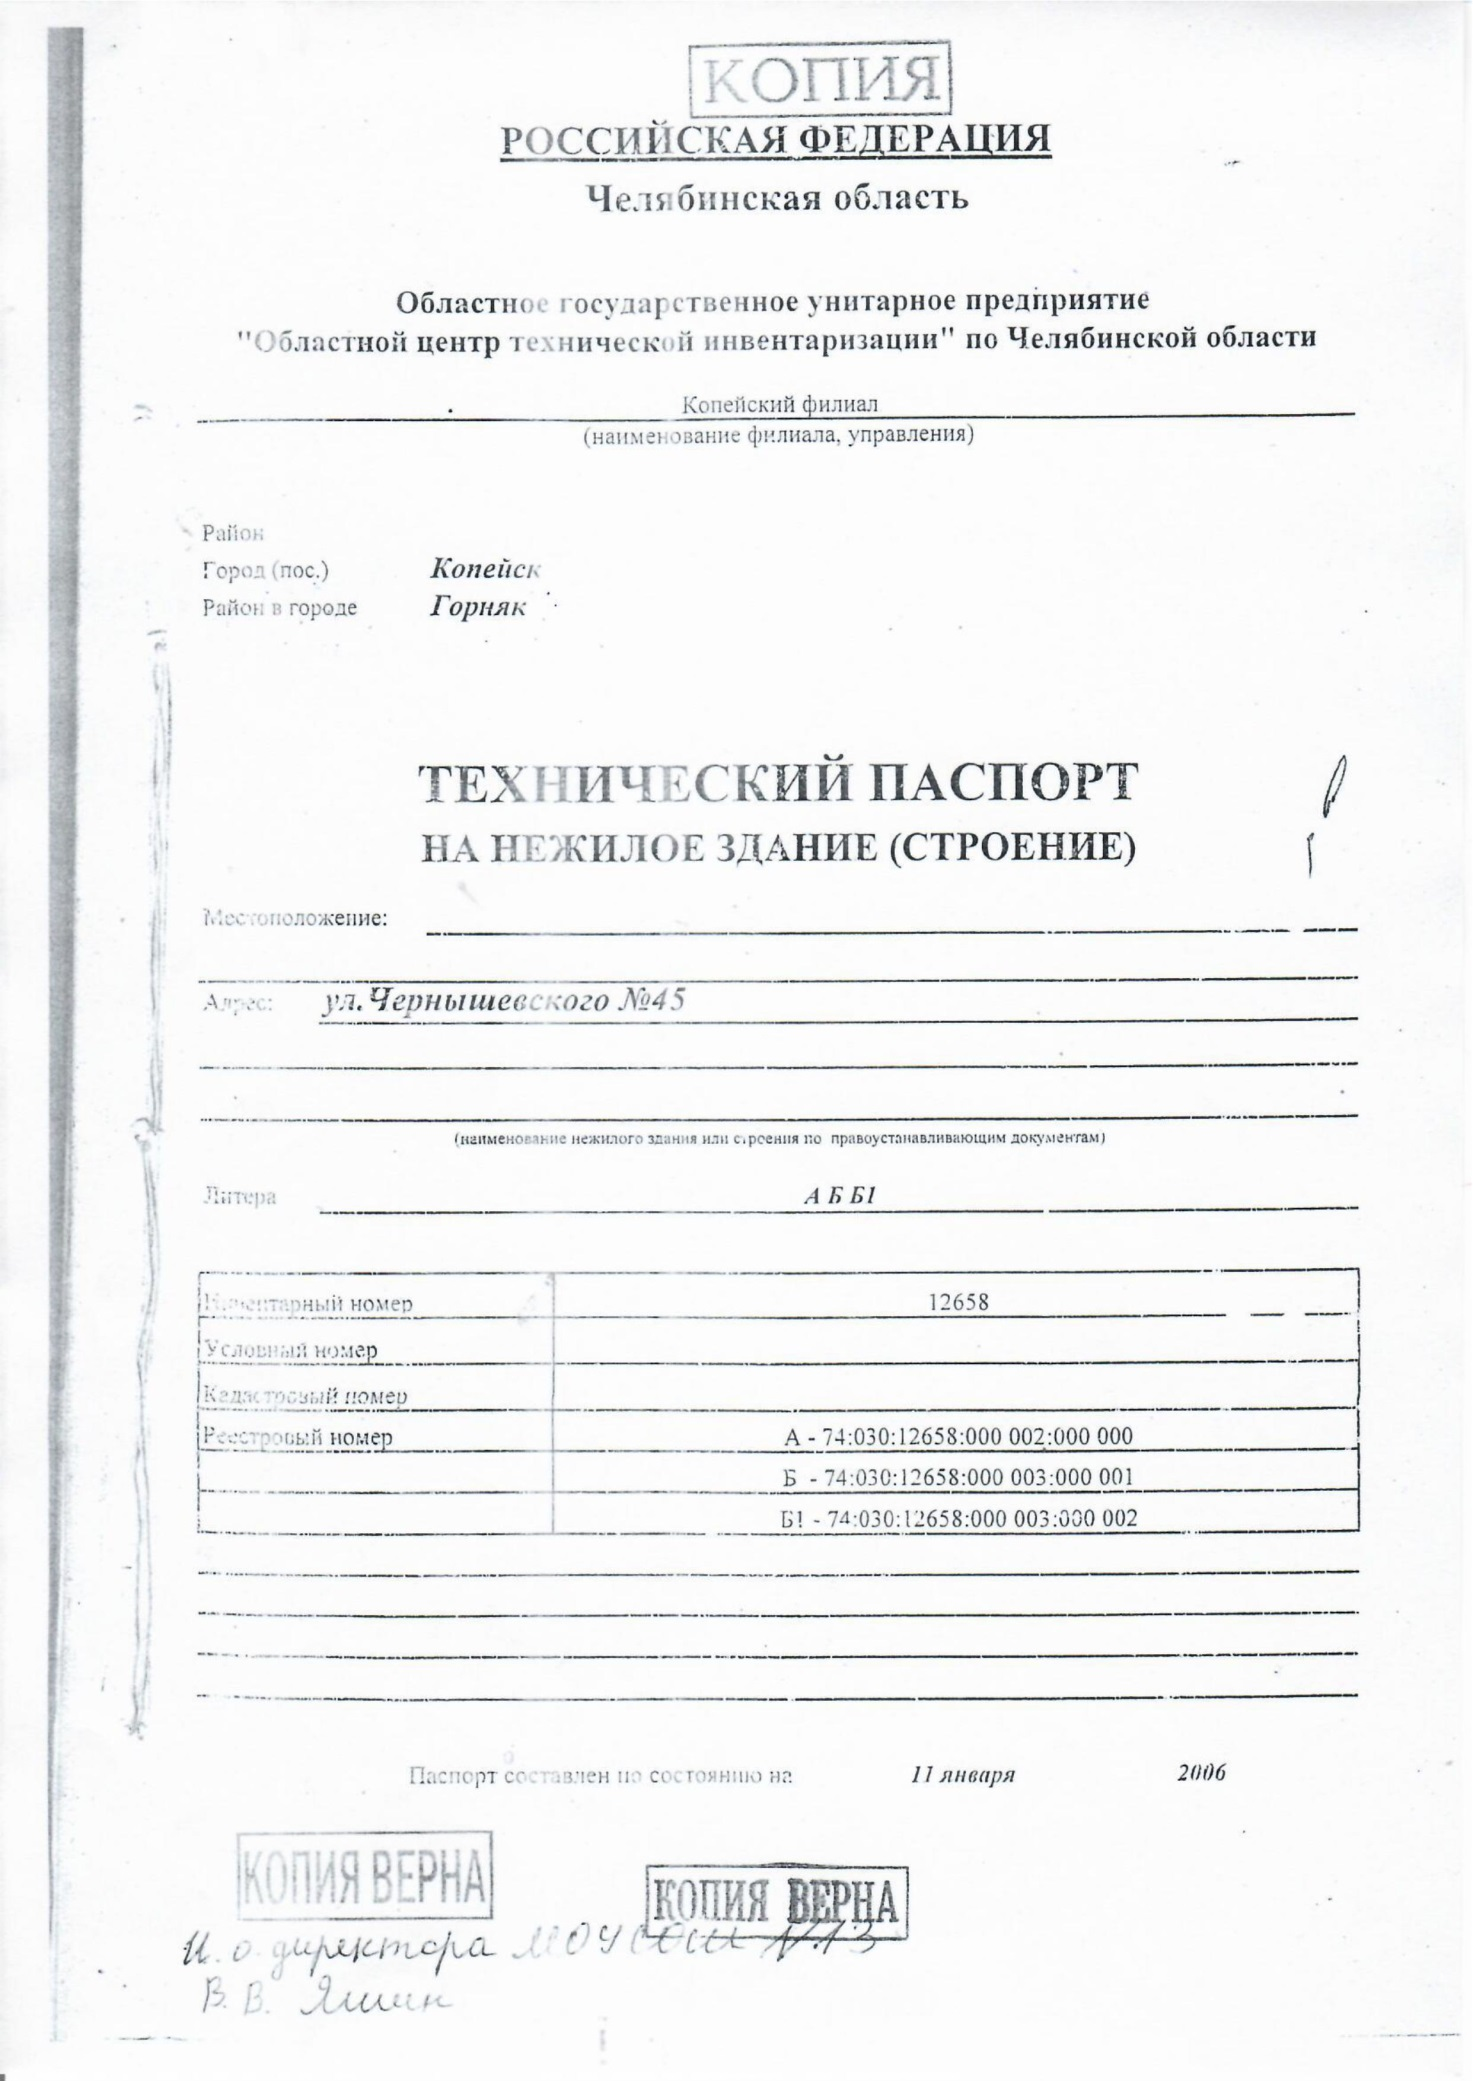 КОПИЯ
РОССИЙСКАЯ ФЕДЕРАЦИЯ
Челябинская область
Областное государственное унитарное предприятие
"Областной центр технической инвентаризации" по Челябинской области
Копейский филиал
(наименование филиала, управления)
Район
Город (пос.) Копейск
Район в городе Горняк
ТЕХНИЧЕСКИЙ ПАСПОРТ
НА НЕЖИЛОЕ ЗДАНИЕ (СТРОЕНИЕ)
Местоположение:
Адрес: ул. Чернышевского №45
(наименование нежилого здания или строения по правоустанавливающим документам)
Литера А Б Б1
Инвентарный номер 12658
Условный номер
Кадастровый номер
Реестровый номер А - 74:030:12658:000 002:000 000
Б - 74:030:12658:000 003:000 001
Б1 - 74:030:12658:000 003:000 002
Паспорт составлен по состоянию на 11 января 2006
КОПИЯ ВЕРНА КОПИЯ ВЕРНА
И. о. директора МОУСОШ №13
В. В. Яшин